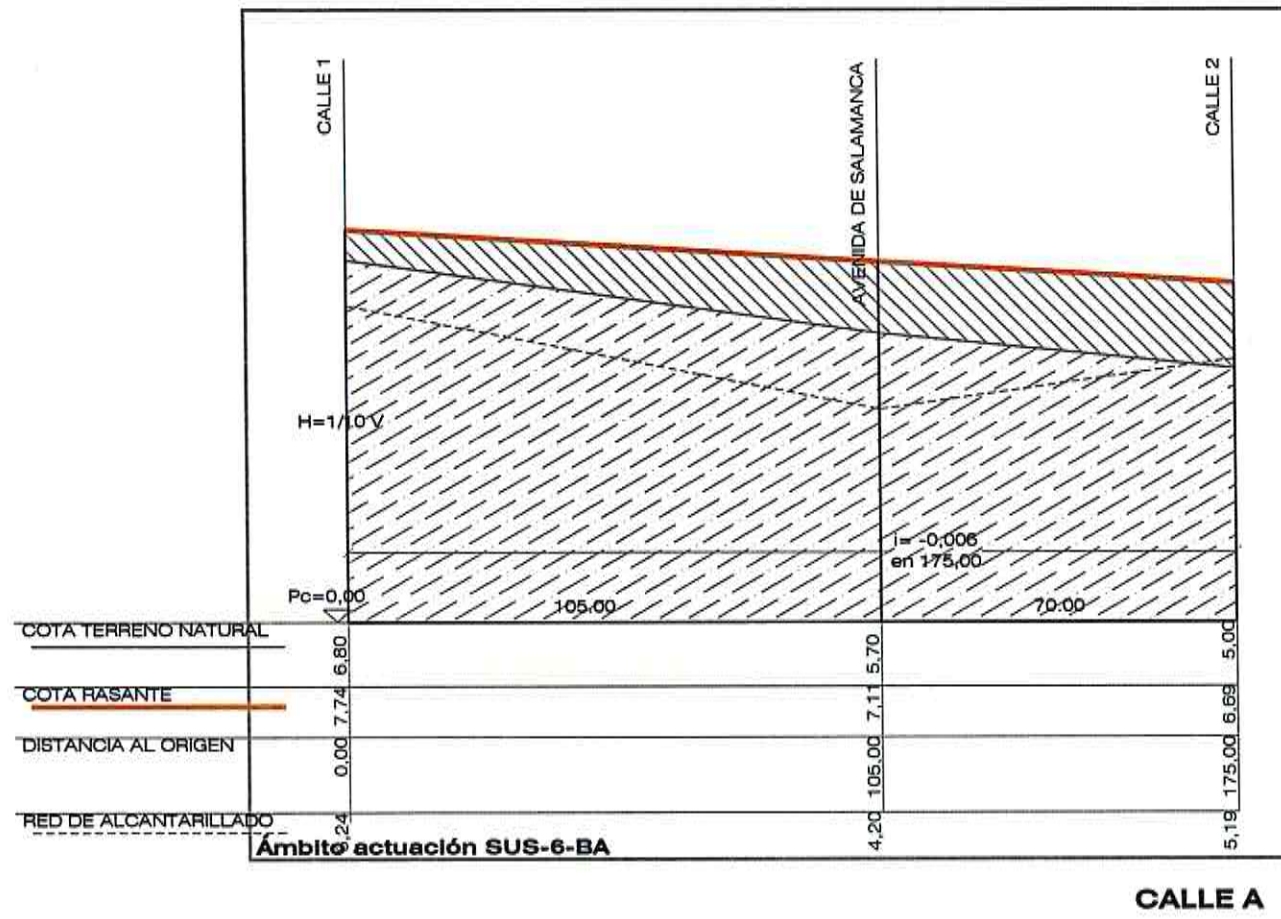 CALLE 1
AVENIDA DE SALAMANCA
CALLE 2
H=1/10 V
i= -0,006
en 175,00
Pc=0,00
105.00
70.00
COTA TERRENO NATURAL
6,80
5,70
5,00
COTA RASANTE
7.74
7,11
6,69
DISTANCIA AL ORIGEN
0,00
105,00
175,00
RED DE ALCANTARILLADO
4,20
5,19
Ámbito actuación SUS-6-BA
CALLE A